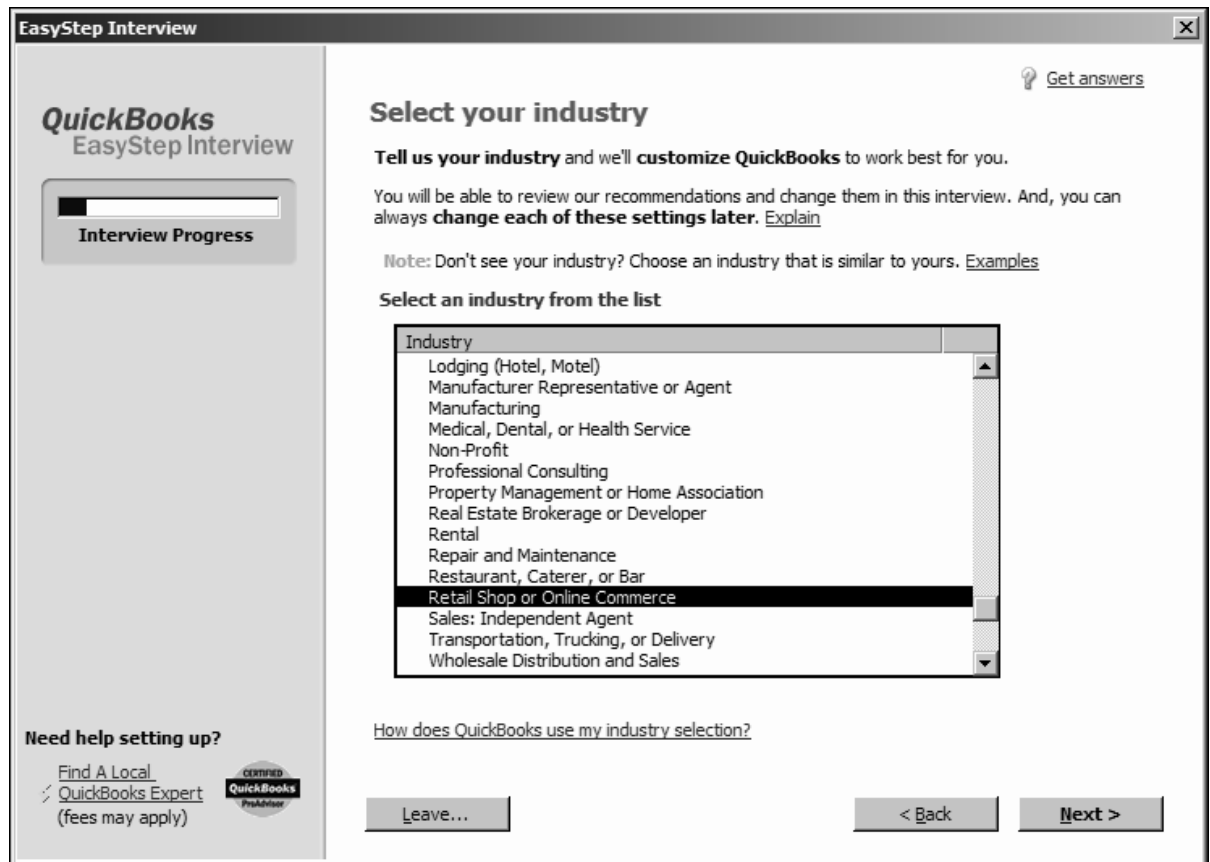 EasyStep Interview
Get answers
QuickBooks
EasyStep Interview
Interview Progress
Select your industry
Tell us your industry and we'll customize QuickBooks to work best for you.
You will be able to review our recommendations and change them in this interview. And, you can
always change each of these settings later. Explain
Note: Don't see your industry? Choose an industry that is similar to yours. Examples
Select an industry from the list
Industry
Lodging (Hotel, Motel)
Manufacturer Representative or Agent
Manufacturing
Medical, Dental, or Health Service
Non-Profit
Professional Consulting
Property Management or Home Association
Real Estate Brokerage or Developer
Rental
Repair and Maintenance
Restaurant, Caterer, or Bar
Retail Shop or Online Commerce
Sales: Independent Agent
Transportation, Trucking, or Delivery
Wholesale Distribution and Sales
How does QuickBooks use my industry selection?
Need help setting up?
Find A Local
QuickBooks Expert
(fees may apply)
CERTIFIED
QuickBooks
ProAdvisor
Leave...
< Back
Next >